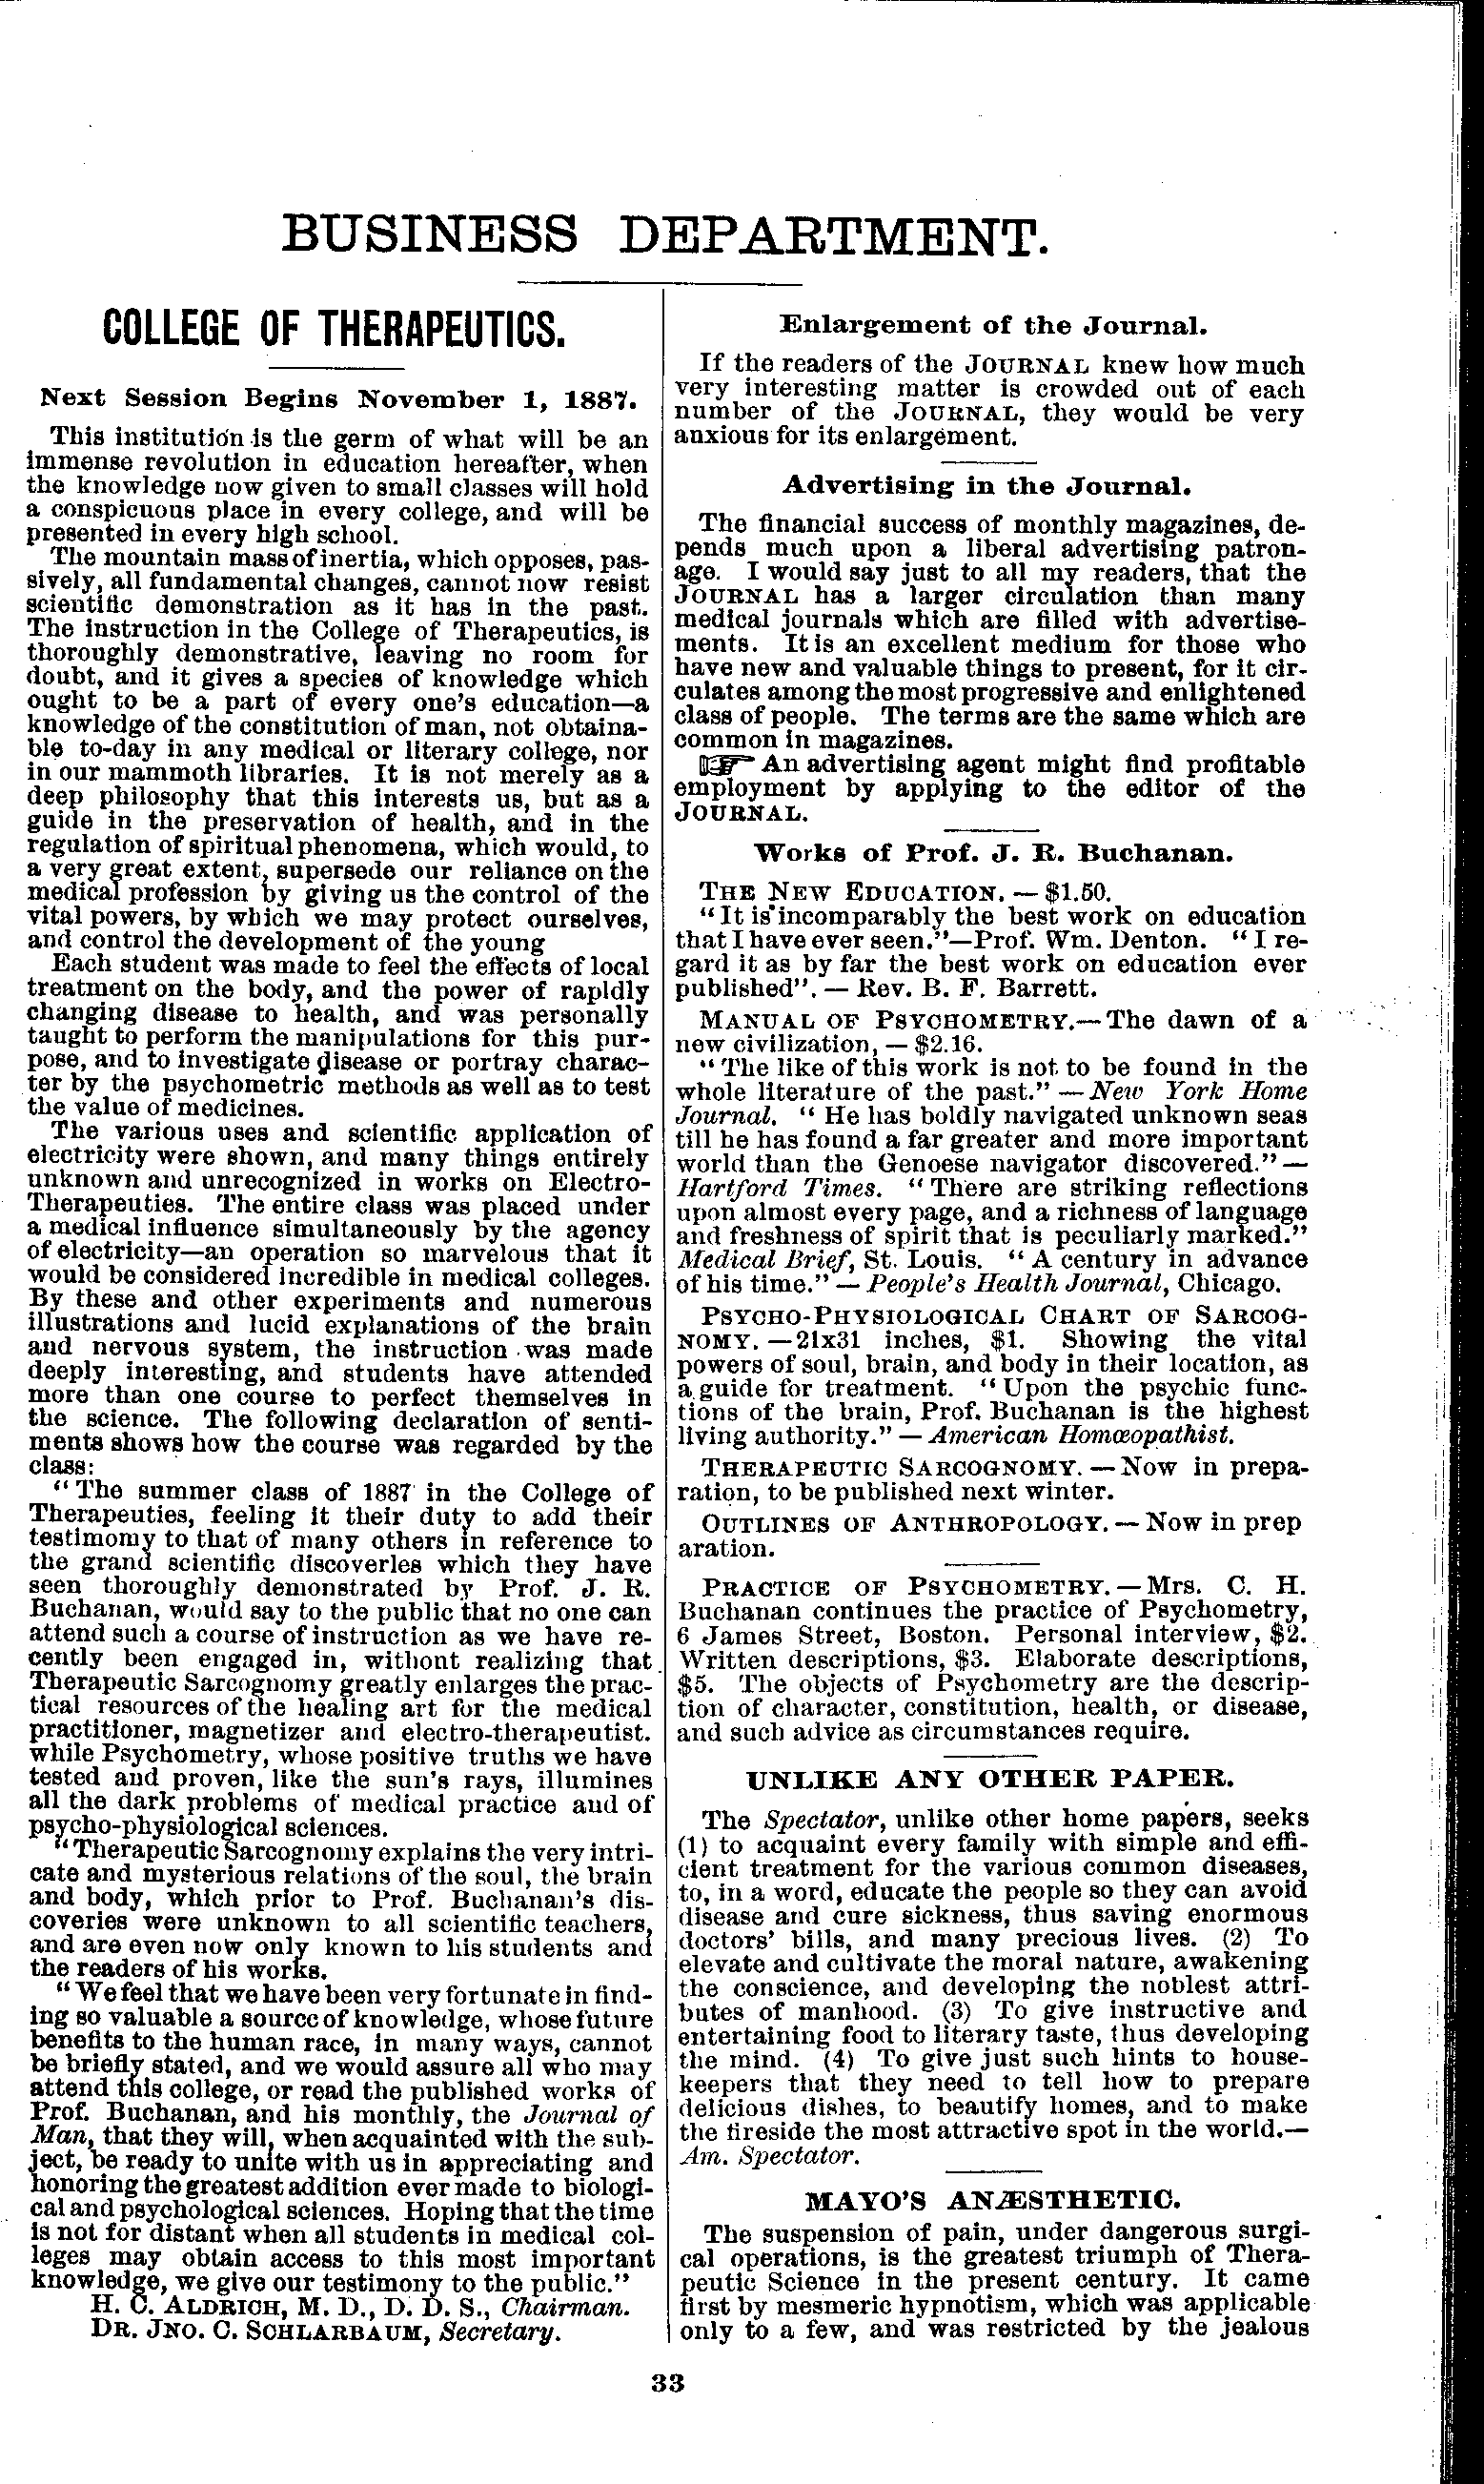 BUSINESS DEPARTMENT.
COLLEGE OF THERAPEUTICS.
Next Session Begins November 1, 1887.
This institution is the germ of what will be an
immense revolution in education hereafter, when
the knowledge now given to small classes will hold
a conspicuous place in every college, and will be
presented in every high school.
The mountain mass of inertia, which opposes, pas-
sively, all fundamental changes, cannot now resist
scientific demonstration as it has in the past.
The instruction in the College of Therapeutics, is
thoroughly demonstrative, leaving no room for
doubt, and it gives a species of knowledge which
ought to be a part of every one's education—a
knowledge of the constitution of man, not obtaina-
ble to-day in any medical or literary college, nor
in our mammoth libraries. It is not merely as a
deep philosophy that this interests us, but as a
guide in the preservation of health, and in the
regulation of spiritual phenomena, which would, to
a very great extent, supersede our reliance on the
medical profession by giving us the control of the
vital powers, by which we may protect ourselves,
and control the development of the young
Each student was made to feel the effects of local
treatment on the body, and the power of rapidly
changing disease to health, and was personally
taught to perform the manipulations for this pur-
pose, and to investigate disease or portray charac-
ter by the psychometric methods as well as to test
the value of medicines.
The various uses and scientific application of
electricity were shown, and many things entirely
unknown and unrecognized in works on Electro-
Therapeuties. The entire class was placed under
a medical influence simultaneously by the agency
of electricity—an operation so marvelous that it
would be considered incredible in medical colleges.
By these and other experiments and numerous
illustrations and lucid explanations of the brain
and nervous system, the instruction was made
deeply interesting, and students have attended
more than one course to perfect themselves in
the science. The following declaration of senti-
ments shows how the course was regarded by the
class:
"The summer class of 1887 in the College of
Therapeuties, feeling it their duty to add their
testimomy to that of many others in reference to
the grand scientific discoverles which they have
seen thoroughly demonstrated by Prof. J. R.
Buchanan, would say to the public that no one can
attend such a course of instruction as we have re-
cently been engaged in, withont realizing that
Therapeutic Sarcognomy greatly enlarges the prac-
tical resources of the healing art for the medical
practitioner, magnetizer and electro-therapeutist.
while Psychometry, whose positive truths we have
tested and proven, like the sun's rays, illumines
all the dark problems of medical practice and of
psycho-physiological sciences.
"Therapeutic Sarcognomy explains the very intri-
cate and mysterious relations of the soul, the brain
and body, which prior to Prof. Buchanan's dis-
coveries were unknown to all scientific teachers,
and are even now only known to his students and
the readers of his works.
"We feel that we have been very fortunate in find-
ing so valuable a source of knowledge, whose future
benefits to the human race, in many ways, cannot
be briefly stated, and we would assure all who may
attend this college, or read the published works of
Prof. Buchanan, and his monthly, the Journal of
Man, that they will, when acquainted with the sub-
ject, be ready to unite with us in appreciating and
honoring the greatest addition ever made to biologi-
cal and psychological sciences. Hoping that the time
is not for distant when all students in medical col-
leges may obtain access to this most important
knowledge, we give our testimony to the public."
H. C. ALDRICH, M. D., D. D. S., Chairman.
DR. JNO. C. SCHLARBAUM, Secretary.
Enlargement of the Journal.
If the readers of the JOURNAL knew how much
very interesting matter is crowded out of each
number of the JOURNAL, they would be very
anxious for its enlargement.
Advertising in the Journal.
The financial success of monthly magazines, de-
pends much upon a liberal advertising patron-
age. I would say just to all my readers, that the
JOURNAL has a larger circulation than many
medical journals which are filled with advertise-
ments. It is an excellent medium for those who
have new and valuable things to present, for it cir-
culates among the most progressive and enlightened
class of people. The terms are the same which are
common in magazines.
☞ An advertising agent might find profitable
employment by applying to the editor of the
JOURNAL.
Works of Prof. J. R. Buchanan.
THE NEW EDUCATION. — $1.50.
"It is incomparably the best work on education
that I have ever seen."—Prof. Wm. Denton. "I re-
gard it as by far the best work on education ever
published". — Rev. B. F. Barrett.
MANUAL OF PSYCHOMETRY.—The dawn of a
new civilization, — $2.16.
"The like of this work is not to be found in the
whole literature of the past." — New York Home
Journal. "He has boldly navigated unknown seas
till he has found a far greater and more important
world than the Genoese navigator discovered." —
Hartford Times. "There are striking reflections
upon almost every page, and a richness of language
and freshness of spirit that is peculiarly marked."
Medical Brief, St. Louis. "A century in advance
of his time." — People's Health Journal, Chicago.
PSYCHO-PHYSIOLOGICAL CHART OF SARCOG-
NOMY. —21x31 inches, $1. Showing the vital
powers of soul, brain, and body in their location, as
a guide for treatment. "Upon the psychic func-
tions of the brain, Prof. Buchanan is the highest
living authority." — American Homœopathist.
THERAPEUTIC SARCOGNOMY. — Now in prepa-
ration, to be published next winter.
OUTLINES OF ANTHROPOLOGY. — Now in prep
aration.
PRACTICE OF PSYCHOMETRY. — Mrs. C. H.
Buchanan continues the practice of Psychometry,
6 James Street, Boston. Personal interview, $2.
Written descriptions, $3. Elaborate descriptions,
$5. The objects of Psychometry are the descrip-
tion of character, constitution, health, or disease,
and such advice as circumstances require.
UNLIKE ANY OTHER PAPER.
The Spectator, unlike other home papers, seeks
(1) to acquaint every family with simple and effi-
cient treatment for the various common diseases,
to, in a word, educate the people so they can avoid
disease and cure sickness, thus saving enormous
doctors' bills, and many precious lives. (2) To
elevate and cultivate the moral nature, awakening
the conscience, and developing the noblest attri-
butes of manhood. (3) To give instructive and
entertaining food to literary taste, thus developing
the mind. (4) To give just such hints to house-
keepers that they need to tell how to prepare
delicious dishes, to beautify homes, and to make
the fireside the most attractive spot in the world.—
Am. Spectator.
MAYO'S ANÆSTHETIC.
The suspension of pain, under dangerous surgi-
cal operations, is the greatest triumph of Thera-
peutic Science in the present century. It came
first by mesmeric hypnotism, which was applicable
only to a few, and was restricted by the jealous
33